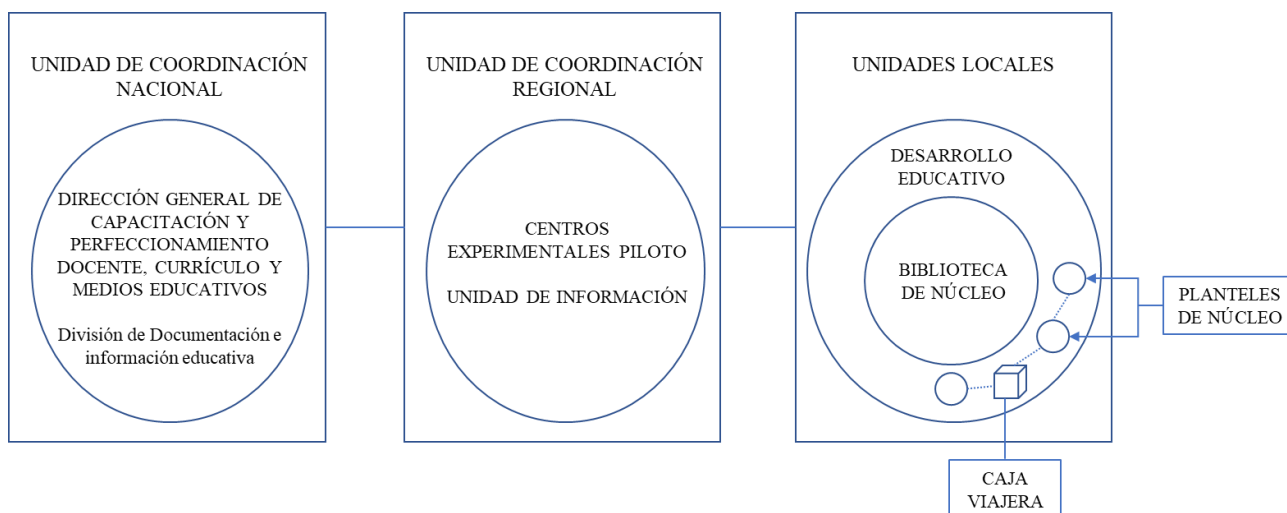 UNIDAD DE COORDINACIÓN
NACIONAL
DIRECCIÓN GENERAL DE
CAPACITACIÓN Y
PERFECCIONAMIENTO
DOCENTE, CURRÍCULO Y
MEDIOS EDUCATIVOS
División de Documentación e
información educativa
UNIDAD DE COORDINACIÓN
REGIONAL
CENTROS
EXPERIMENTALES PILOTO
UNIDAD DE INFORMACIÓN
UNIDADES LOCALES
DESARROLLO
EDUCATIVO
BIBLIOTECA
DE NÚCLEO
PLANTELES
DE NÚCLEO
CAJA
VIAJERA